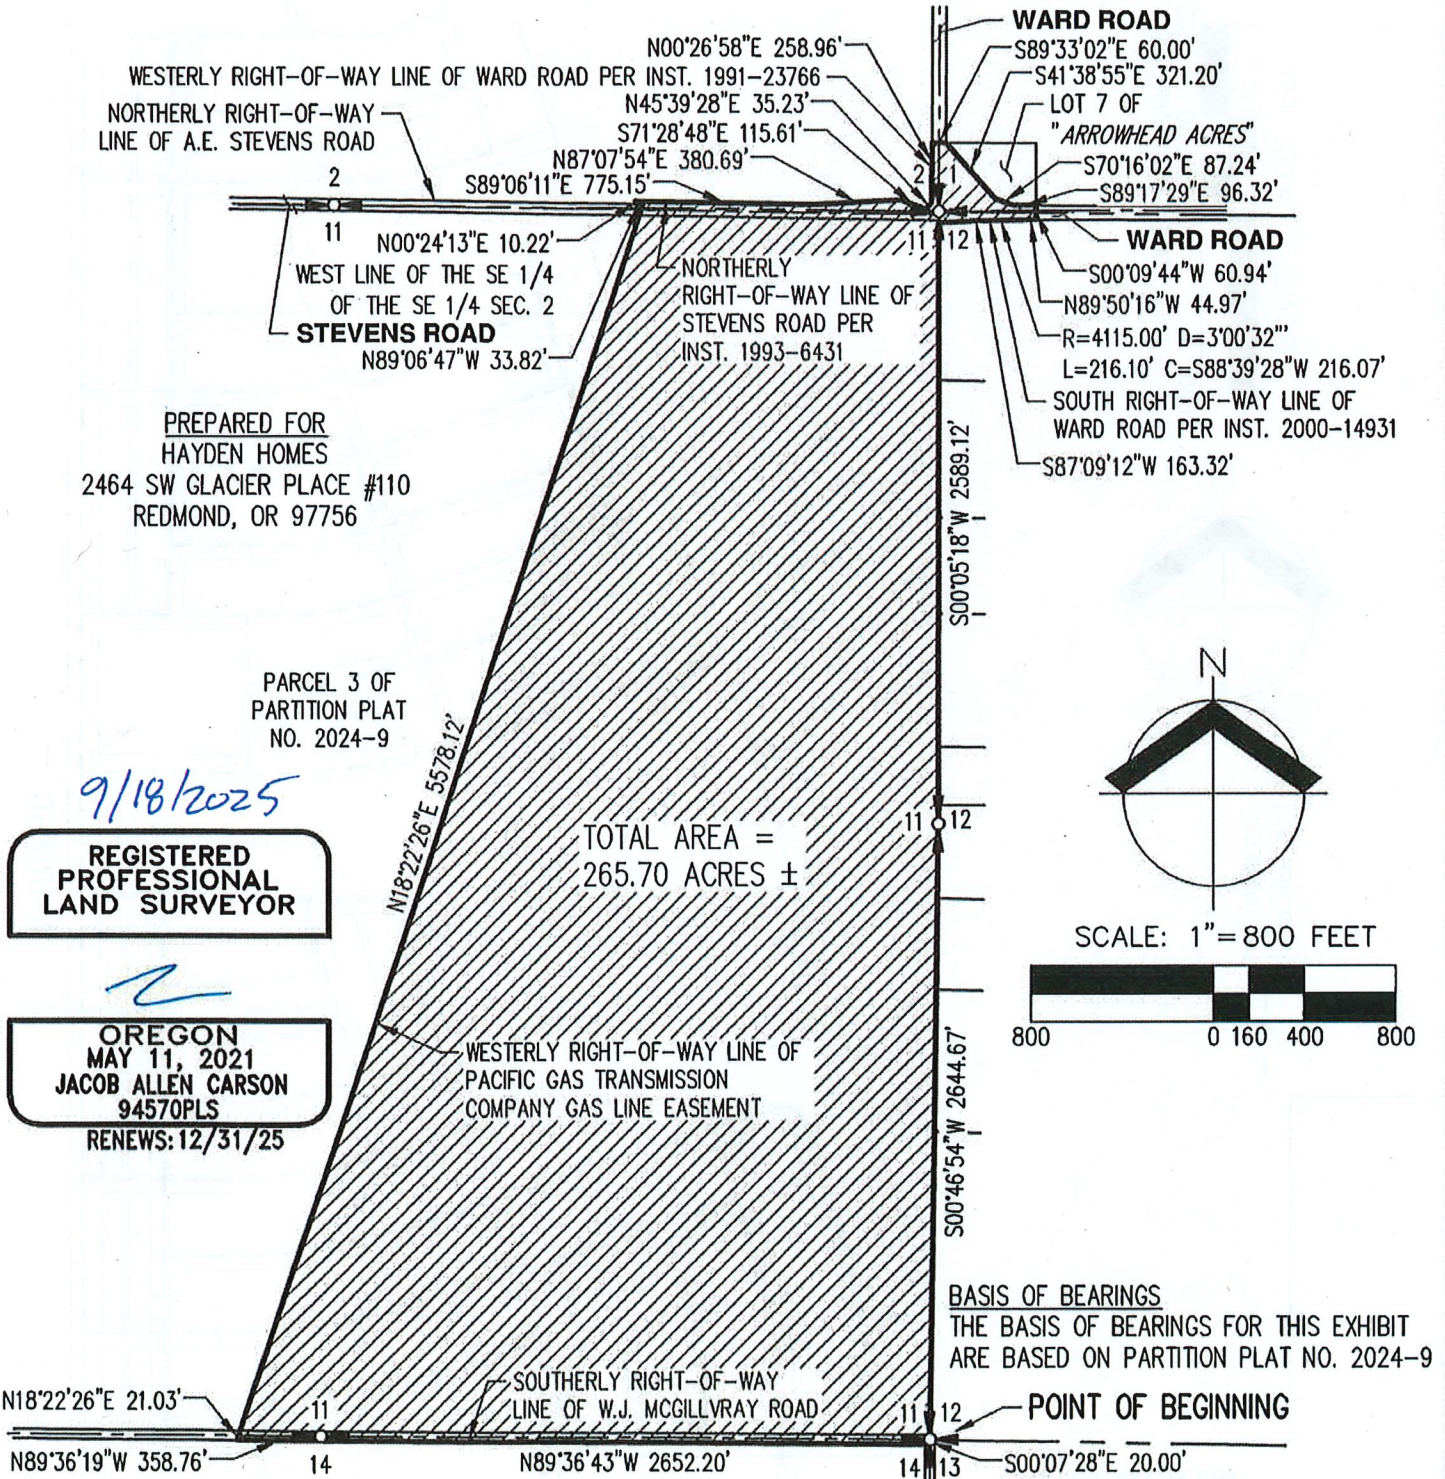 WARD ROAD
N00°26'58"E 258.96'
S89°33'02"E 60.00'
WESTERLY RIGHT-OF-WAY LINE OF WARD ROAD PER INST. 1991-23766
S41°38'55"E 321.20'
NORTHERLY RIGHT-OF-WAY
LINE OF A.E. STEVENS ROAD
N45°39'28"E 35.23'
LOT 7 OF
"ARROWHEAD ACRES"
S71°28'48"E 115.61'
N87°07'54"E 380.69'
S70°16'02"E 87.24'
S89°06'11"E 775.15'
S89°17'29"E 96.32'
2
2 1
11
11 12
N00°24'13"E 10.22'
WARD ROAD
WEST LINE OF THE SE 1/4
OF THE SE 1/4 SEC. 2
STEVENS ROAD
N89°06'47"W 33.82'
NORTHERLY
RIGHT-OF-WAY LINE OF
STEVENS ROAD PER
INST. 1993-6431
S00°09'44"W 60.94'
N89°50'16"W 44.97'
R=4115.00' D=3°00'32"'
L=216.10' C=S88°39'28"W 216.07'
SOUTH RIGHT-OF-WAY LINE OF
WARD ROAD PER INST. 2000-14931
S87°09'12"W 163.32'
PREPARED FOR
HAYDEN HOMES
2464 SW GLACIER PLACE #110
REDMOND, OR 97756
S00°05'18"W 2589.12'
N
PARCEL 3 OF
PARTITION PLAT
NO. 2024-9
N18°22'26"E 5578.12'
9/18/2025
REGISTERED
PROFESSIONAL
LAND SURVEYOR
TOTAL AREA =
265.70 ACRES ±
11 12
SCALE: 1"=800 FEET
800 0 160 400 800
OREGON
MAY 11, 2021
JACOB ALLEN CARSON
94570PLS
RENEWS: 12/31/25
WESTERLY RIGHT-OF-WAY LINE OF
PACIFIC GAS TRANSMISSION
COMPANY GAS LINE EASEMENT
S00°46'54"W 2644.67'
BASIS OF BEARINGS
THE BASIS OF BEARINGS FOR THIS EXHIBIT
ARE BASED ON PARTITION PLAT NO. 2024-9
N18°22'26"E 21.03'
11
SOUTHERLY RIGHT-OF-WAY
LINE OF W.J. MCGILLVRAY ROAD
11 12
POINT OF BEGINNING
N89°36'19"W 358.76'
14
N89°36'43"W 2652.20'
14 13
S00°07'28"E 20.00'